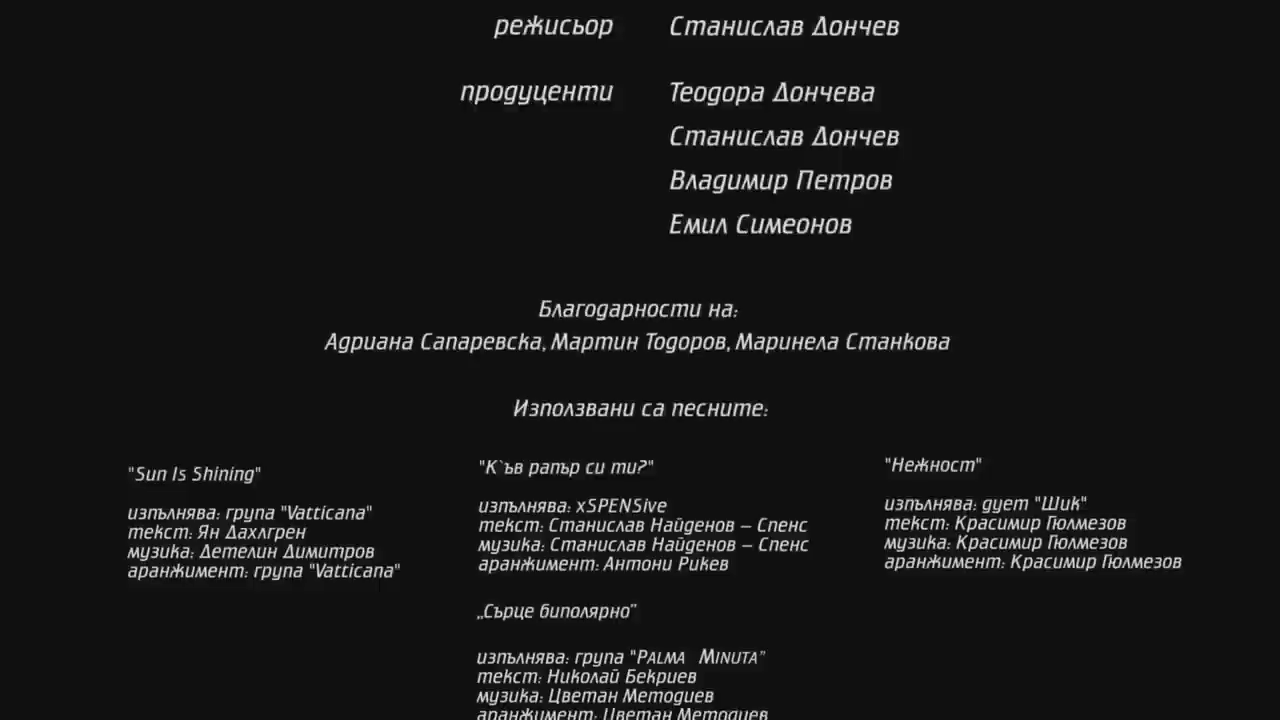 режисьор Станислав Дончев
продуценти Теодора Дончева
Станислав Дончев
Владимир Петров
Емил Симеонов
Благодарности на:
Адриана Сапаревска, Мартин Тодоров, Маринела Станкова
Използвани са песните:
"Sun Is Shining"
изпълнява: група "Vatticana"
текст: Ян Дахлгрен
музика: Детелин Димитров
аранжимент: група "Vatticana"
"К`ъв рапър си ти?"
изпълнява: xSPENSive
текст: Станислав Найденов – Спенс
музика: Станислав Найденов – Спенс
аранжимент: Антони Рикев
"Нежност"
изпълнява: дует "Шик"
текст: Красимир Гюлмезов
музика: Красимир Гюлмезов
аранжимент: Красимир Гюлмезов
„Сърце биполярно"
изпълнява: група "PALMA MINUTA”
текст: Николай Бекриев
музика: Цветан Методиев
аранжимент: Цветан Методиев